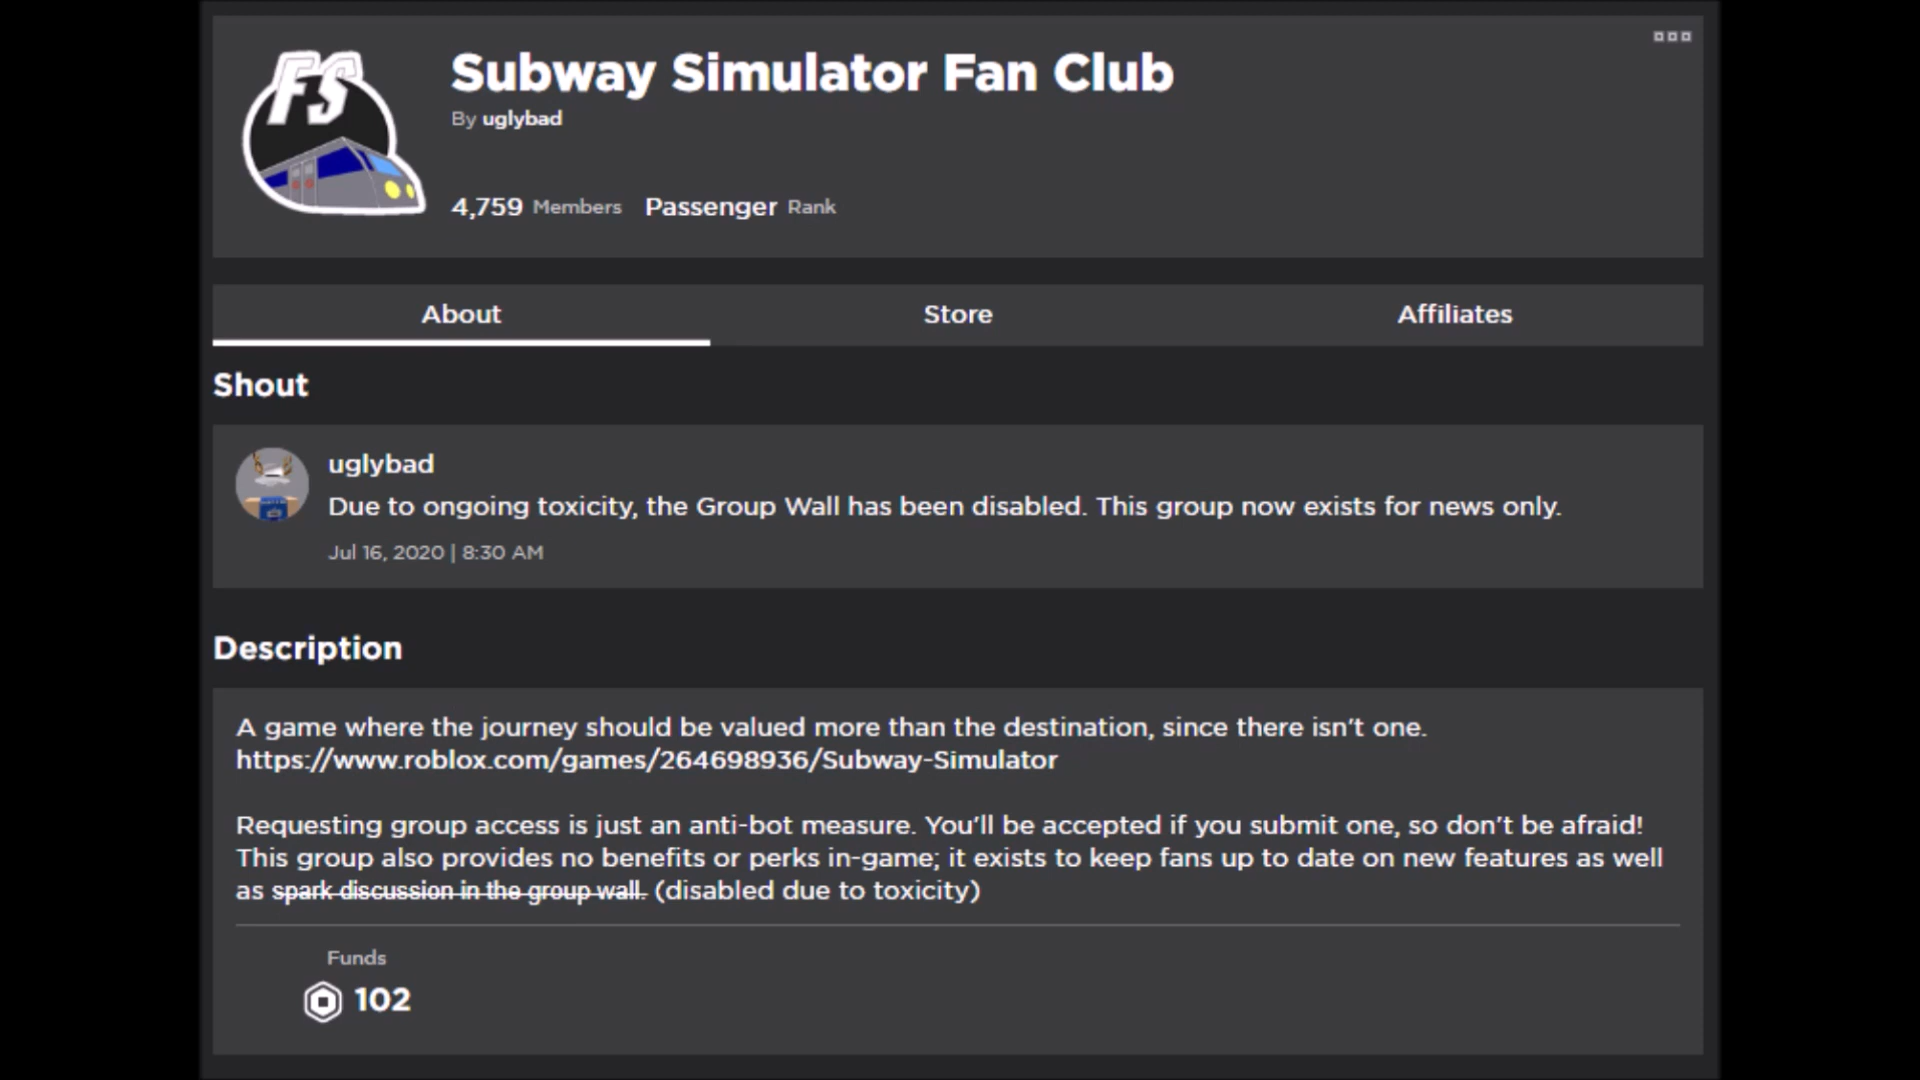 FS
Subway Simulator Fan Club
By uglybad
4,759 Members Passenger Rank
About Store Affiliates
Shout
uglybad
Due to ongoing toxicity, the Group Wall has been disabled. This group now exists for news only.
Jul 16, 2020 | 8:30 AM
Description
A game where the journey should be valued more than the destination, since there isn't one.
https://www.roblox.com/games/264698936/Subway-Simulator
Requesting group access is just an anti-bot measure. You'll be accepted if you submit one, so don't be afraid!
This group also provides no benefits or perks in-game; it exists to keep fans up to date on new features as well
as spark discussion in the group wall. (disabled due to toxicity)
Funds
102